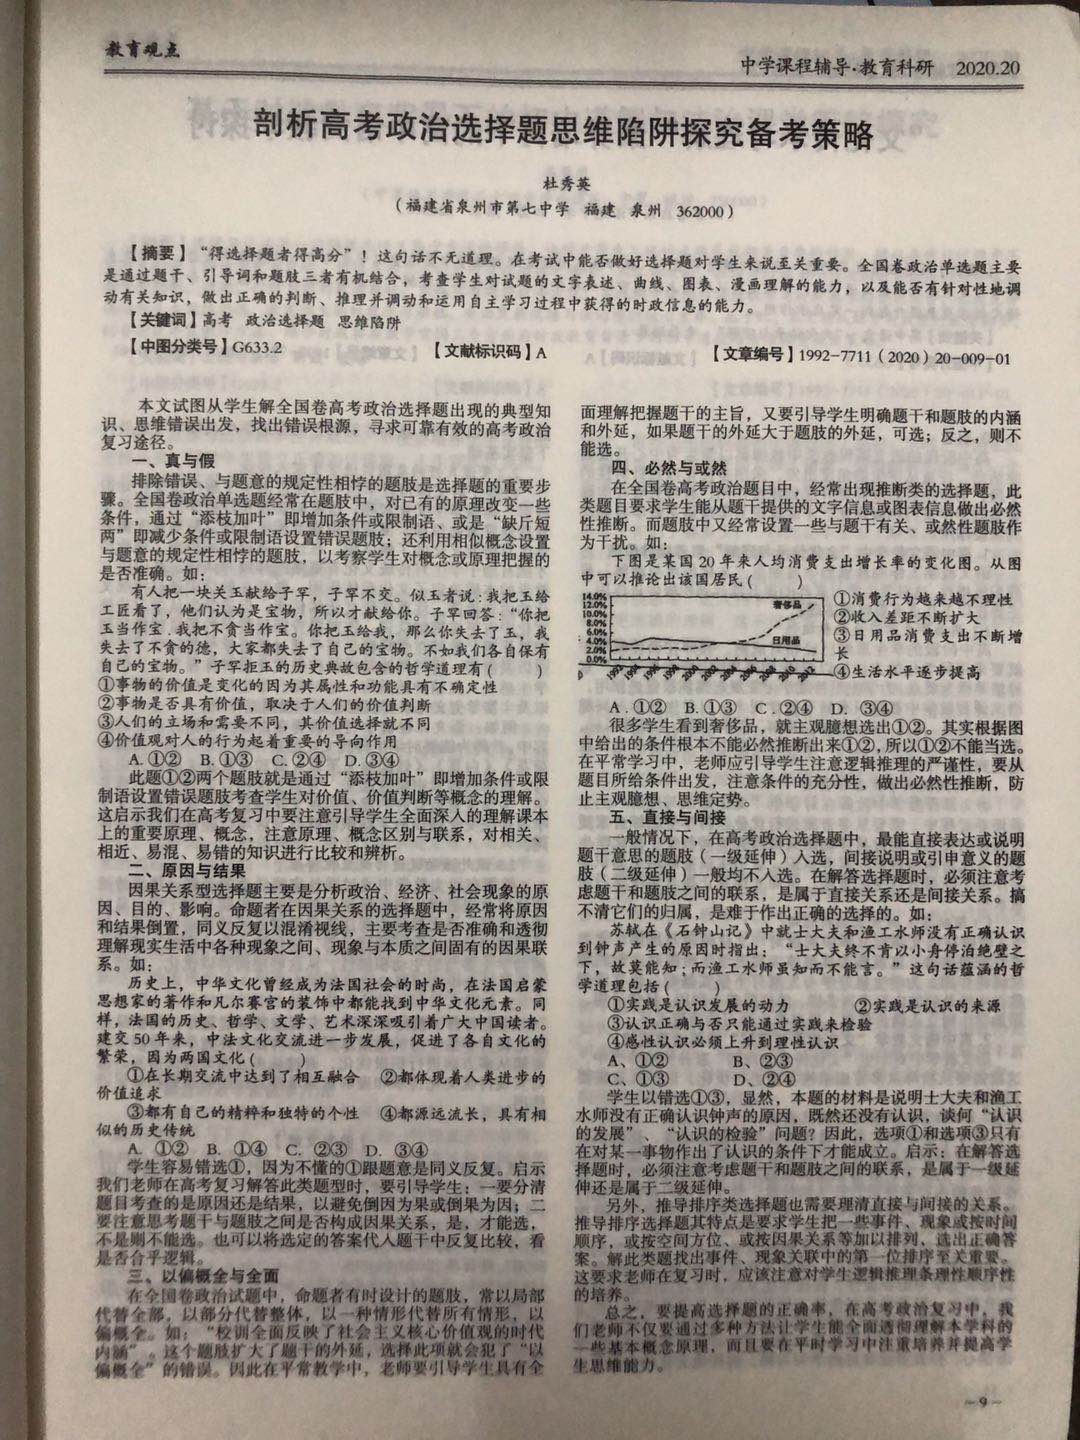 教育观点
中学课程辅导·教育科研 2020.20
剖析高考政治选择题思维陷阱探究备考策略
杜秀英
（福建省泉州市第七中学 福建 泉州 362000）
【摘要】“得选择题者得高分”！这句话不无道理。在考试中能否做好选择题对学生来说至关重要。全国卷政治单选题主要
是通过题干、引导词和题肢三者有机结合，考查学生对试题的文字表述、曲线、图表、漫画理解的能力，以及能否有针对性地调
动有关知识，做出正确的判断、推理并调动和运用自主学习过程中获得的时政信息的能力。
【关键词】高考 政治选择题 思维陷阱
【中图分类号】G633.2 【文献标识码】A 【文章编号】1992-7711（2020）20-009-01
本文试图从学生解全国卷高考政治选择题出现的典型知
识、思维错误出发，找出错误根源，寻求可靠有效的高考政治
复习途径。
一、真与假
排除错误、与题意的规定性相悖的题肢是选择题的重要步
骤。全国卷政治单选题经常在题肢中，对已有的原理改变一些
条件，通过“添枝加叶”即增加条件或限制语、或是“缺斤短
两”即减少条件或限制语设置错误题肢；还利用相似概念设置
与题意的规定性相悖的题肢，以考察学生对概念或原理把握的
是否准确。如：
有人把一块关玉献给子罕，子罕不交。似玉者说：我把玉给
工匠看了，他们认为是宝物，所以才献给你。子罕回答：“你把
玉当作宝．我把不贪当作宝。你把玉给我，那么你失去了玉，我
失去了不贪的德，大家都失去了自己的宝物。不如我们各自保有
自己的宝物。”子罕拒玉的历史典故包含的哲学道理有（ ）
①事物的价值是变化的因为其属性和功能具有不确定性
②事物是否具有价值，取决于人们的价值判断
③人们的立场和需要不同，其价值选择就不同
④价值观对人的行为起着重要的导向作用
A. ①② B. ①③ C. ②④ D. ③④
此题①②两个题肢就是通过“添枝加叶”即增加条件或限
制语设置错误题肢考查学生对价值、价值判断等概念的理解。
这启示我们在高考复习中要注意引导学生全面深入的理解课本
上的重要原理、概念，注意原理、概念区别与联系，对相关、
相近、易混、易错的知识进行比较和辨析。
二、原因与结果
因果关系型选择题主要是分析政治、经济、社会现象的原
因、目的、影响。命题者在因果关系的选择题中，经常将原因
和结果倒置，同义反复以混淆视线，主要考查是否准确和透彻
理解现实生活中各种现象之间、现象与本质之间固有的因果联
系。如：
历史上，中华文化曾经成为法国社会的时尚，在法国启蒙
思想家的著作和凡尔赛宫的装饰中都能找到中华文化元素。同
样，法国的历史、哲学、文学、艺术深深吸引着广大中国读者。
建交 50 年来，中法文化交流进一步发展，促进了各自文化的
繁荣，因为两国文化（ ）
①在长期交流中达到了相互融合 ②都体现着人类进步的
价值追求
③都有自己的精粹和独特的个性 ④都源远流长，具有相
似的历史传统
A. ①② B. ①④ C. ②③ D. ③④
学生容易错选①，因为不懂的①跟题意是同义反复。启示
我们老师在高考复习解答此类题型时，要引导学生：一要分清
题目考查的是原因还是结果，以避免倒因为果或倒果为因；二
要注意思考题干与题肢之间是否构成因果关系，是，才能选，
不是则不能选。也可以将选定的答案代人题干中反复比较，看
是否合乎逻辑。
三、以偏概全与全面
在全国卷政治试题中，命题者有时设计的题肢，常以局部
代替全部，以部分代替整体，以一种情形代替所有情形，以
偏概全。如：“校训全面反映了社会主义核心价值观的时代
内涵”。这个题肢扩大了题干的外延，选择此项就会犯了“以
偏概全”的错误。因此在平常教学中，老师要引导学生具有全
面理解把握题干的主旨，又要引导学生明确题干和题肢的内涵
和外延，如果题干的外延大于题肢的外延，可选；反之，则不
能选。
四、必然与或然
在全国卷高考政治题目中，经常出现推断类的选择题，此
类题目要求学生能从题干提供的文字信息或图表信息做出必然
性推断。而题肢中又经常设置一些与题干有关、或然性题肢作
为干扰。如：
下图是某国 20 年来人均消费支出增长率的变化图。从图
中可以推论出该国居民（ ）
14.0%
12.0%
10.0%
8.0%
6.0%
4.0%
2.0%
0.0%
奢侈品
日用品
①消费行为越来越不理性
②收入差距不断扩大
③日用品消费支出不断增
长
④生活水平逐步提高
A．①② B. ①③ C．②④ D. ③④
很多学生看到奢侈品，就主观臆想选出①②。其实根据图
中给出的条件根本不能必然推断出来①②，所以①②不能当选。
在平常学习中，老师应引导学生注意逻辑推理的严谨性，要从
题目所给条件出发，注意条件的充分性，做出必然性推断，防
止主观臆想、思维定势。
五、直接与间接
一般情况下，在高考政治选择题中，最能直接表达或说明
题干意思的题肢（一级延伸）入选，间接说明或引申意义的题
肢（二级延伸）一般均不入选。在解答选择题时，必须注意考
虑题干和题肢之间的联系，是属于直接关系还是间接关系。搞
不清它们的归属，是难于作出正确的选择的。如：
苏轼在《石钟山记》中就士大夫和渔工水师没有正确认识
到钟声产生的原因时指出：“士大夫终不肯以小舟停泊绝壁之
下，故莫能知；而渔工水师虽知而不能言。”这句话蕴涵的哲
学道理包括（ ）
①实践是认识发展的动力 ②实践是认识的来源
③认识正确与否只能通过实践来检验
④感性认识必须上升到理性认识
A、①② B、②③
C、①③ D、②④
学生以错选①③，显然，本题的材料是说明士大夫和渔工
水师没有正确认识钟声的原因，既然还没有认识，谈何“认识
的发展”、“认识的检验”问题？因此，选项①和选项③只有
在对某一事物作出了认识的条件下才能成立。启示：在解答选
择题时，必须注意考虑题干和题肢之间的联系，是属于一级延
伸还是属于二级延伸。
另外，推导排序类选择题也需要理清直接与间接的关系。
推导排序选择题其特点是要求学生把一些事件、现象或按时间
顺序，或按空间方位、或按因果关系等加以排列、选出正确答
案。解此类题找出事件、现象关联中的第一位排序至关重要。
这要求老师在复习时，应该注意对学生逻辑推理条理性顺序性
的培养。
总之，要提高选择题的正确率，在高考政治复习中，我
们老师不仅要通过多种方法让学生能全面透彻理解本学科的
一些基本概念原理，而且要在平时学习中注重培养并提高学
生思维能力。
－9－